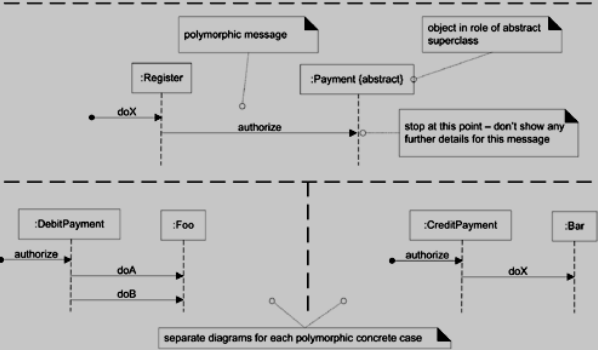 polymorphic message
object in role of abstract
superclass
:Register
:Payment {abstract}
doX
authorize
stop at this point – don't show any
further details for this message
:DebitPayment
:Foo
authorize
doA
doB
:CreditPayment
:Bar
authorize
doX
separate diagrams for each polymorphic concrete case